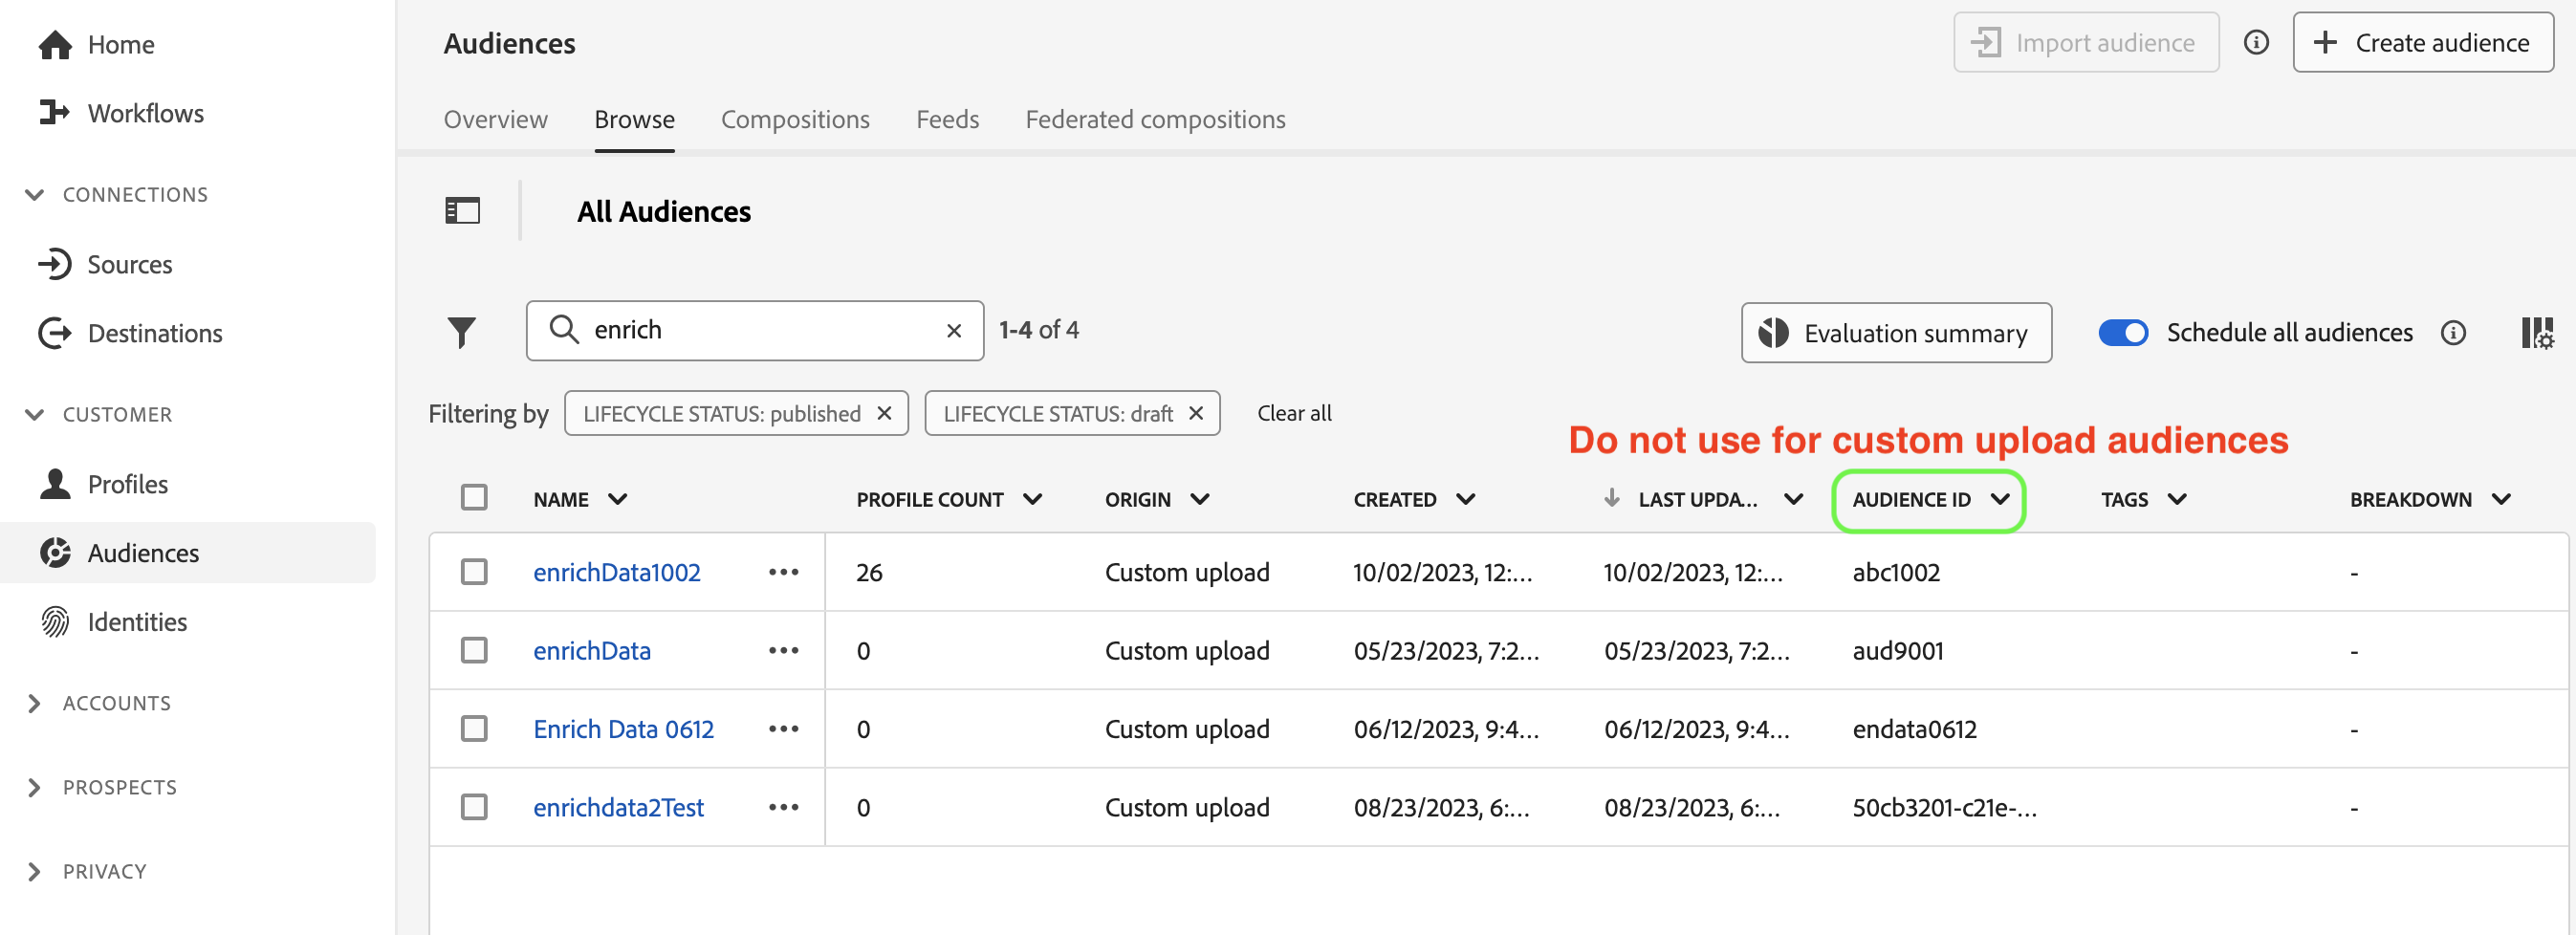 Home
Workflows
CONNECTIONS
Sources
Destinations
CUSTOMER
Profiles
Audiences
Identities
ACCOUNTS
PROSPECTS
PRIVACY
Audiences
Import audience
Create audience
Overview Browse Compositions Feeds Federated compositions
All Audiences
enrich
1-4 of 4
Evaluation summary
Schedule all audiences
Filtering by LIFECYCLE STATUS: published LIFECYCLE STATUS: draft Clear all
Do not use for custom upload audiences
NAME PROFILE COUNT ORIGIN CREATED LAST UPDA... AUDIENCE ID TAGS BREAKDOWN
enrichData1002 ••• 26 Custom upload 10/02/2023, 12:... 10/02/2023, 12:... abc1002 -
enrichData ••• 0 Custom upload 05/23/2023, 7:2... 05/23/2023, 7:2... aud9001 -
Enrich Data 0612 ••• 0 Custom upload 06/12/2023, 9:4... 06/12/2023, 9:4... endata0612 -
enrichdata2Test ••• 0 Custom upload 08/23/2023, 6:... 08/23/2023, 6:... 50cb3201-c21e-... -